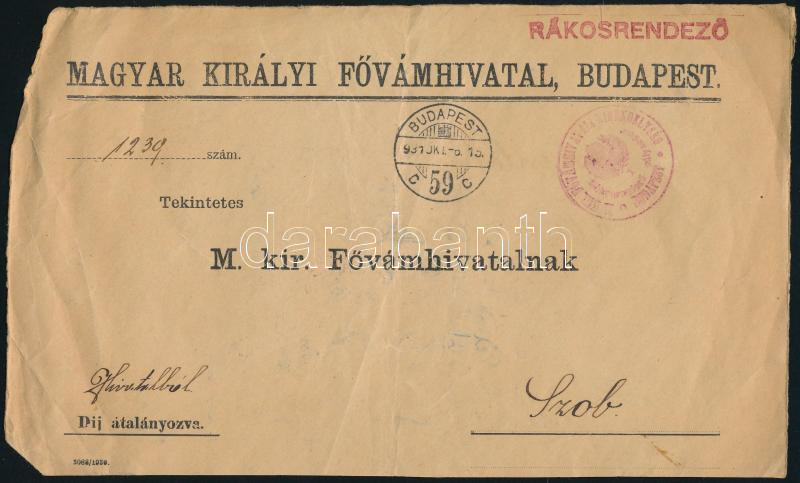 RÁKOSRENDEZŐ
MAGYAR KIRÁLYI FŐVÁMHIVATAL, BUDAPEST.
BUDAPEST
C 59 C
1239. szám.
Tekintetes
darabanth
M. kir. Fővámhivatalnak
Hivatalból
Díj átalányozva.
Szob.